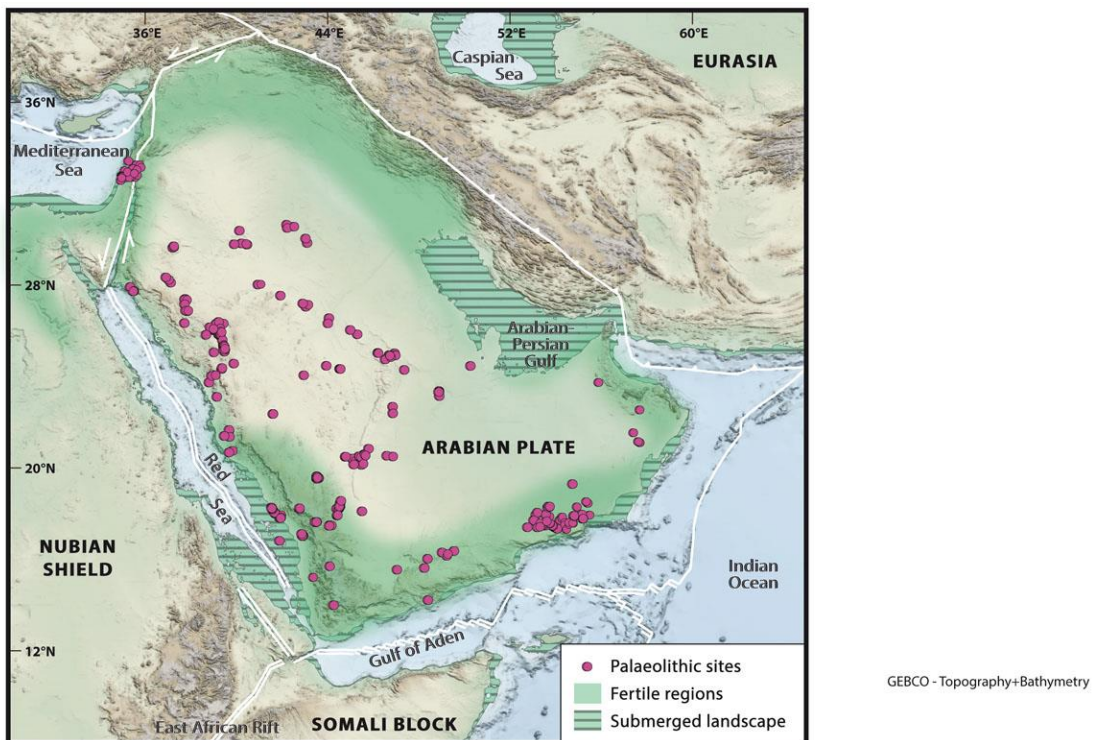 36°E
44°E
52°E
60°E
Caspian
Sea
EURASIA
36°N
Mediterranean
Sea
28°N
Arabian-
Persian
Gulf
ARABIAN PLATE
20°N
Red
Sea
NUBIAN
SHIELD
Indian
Ocean
12°N
Gulf of Aden
East African Rift
SOMALI BLOCK
Palaeolithic sites
Fertile regions
Submerged landscape
GEBCO - Topography+Bathymetry